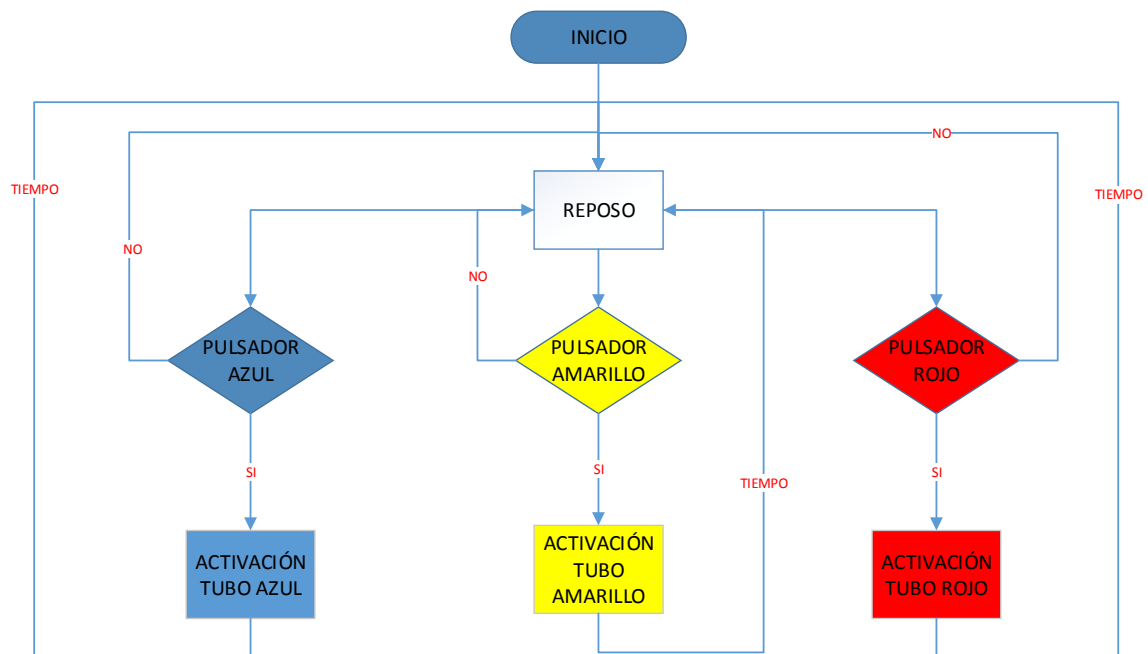 INICIO
NO
TIEMPO
TIEMPO
REPOSO
NO
NO
PULSADOR
AZUL
PULSADOR
AMARILLO
PULSADOR
ROJO
SI
SI
SI
TIEMPO
ACTIVACIÓN
TUBO AZUL
ACTIVACIÓN
TUBO
AMARILLO
ACTIVACIÓN
TUBO ROJO